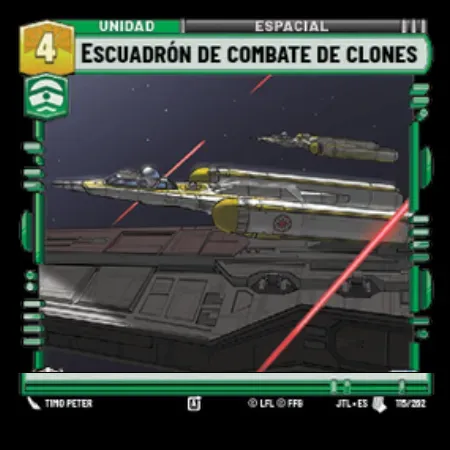 UNIDAD
ESPACIAL
4
ESCUADRÓN DE COMBATE DE CLONES
TIMO PETER
© LFL © FFG
JTL • ES
115/262